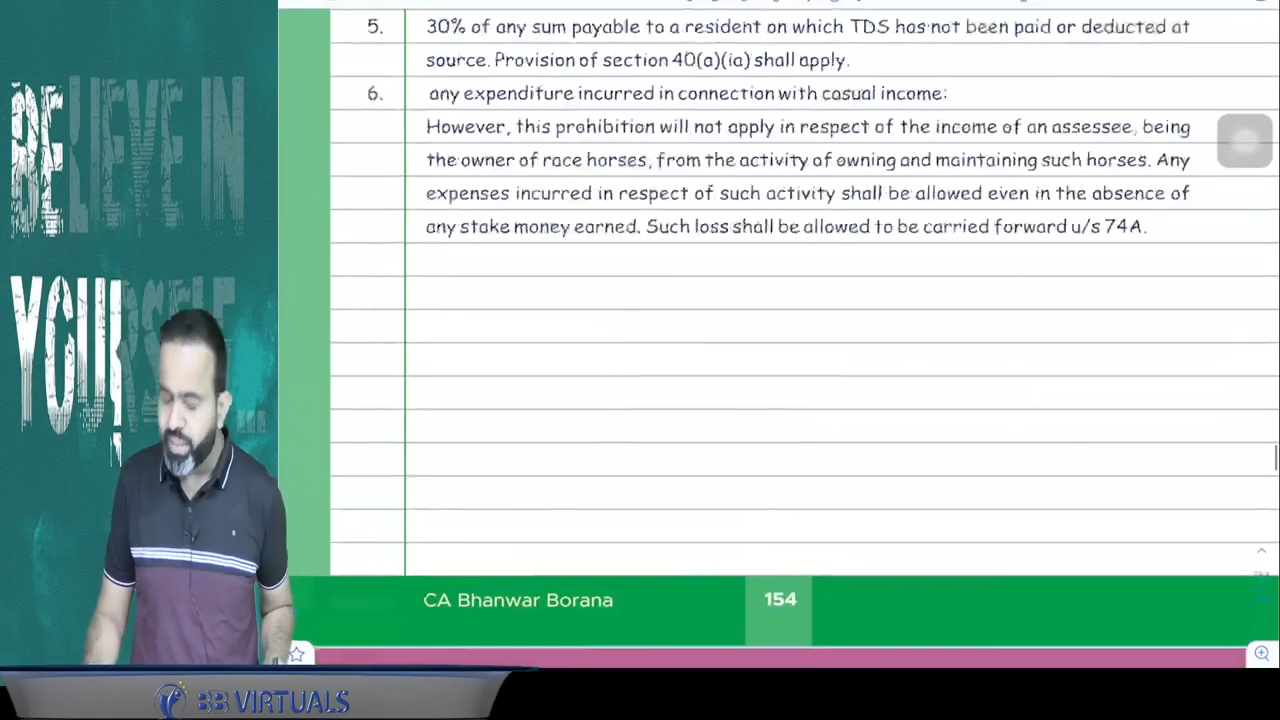 BELIEVE IN
YOURSELF...
5. 30% of any sum payable to a resident on which TDS has not been paid or deducted at
source. Provision of section 40(a)(ia) shall apply.
6. any expenditure incurred in connection with casual income:
However, this prohibition will not apply in respect of the income of an assessee, being
the owner of race horses, from the activity of owning and maintaining such horses. Any
expenses incurred in respect of such activity shall be allowed even in the absence of
any stake money earned. Such loss shall be allowed to be carried forward u/s 74A.
CA Bhanwar Borana 154
BB VIRTUALS